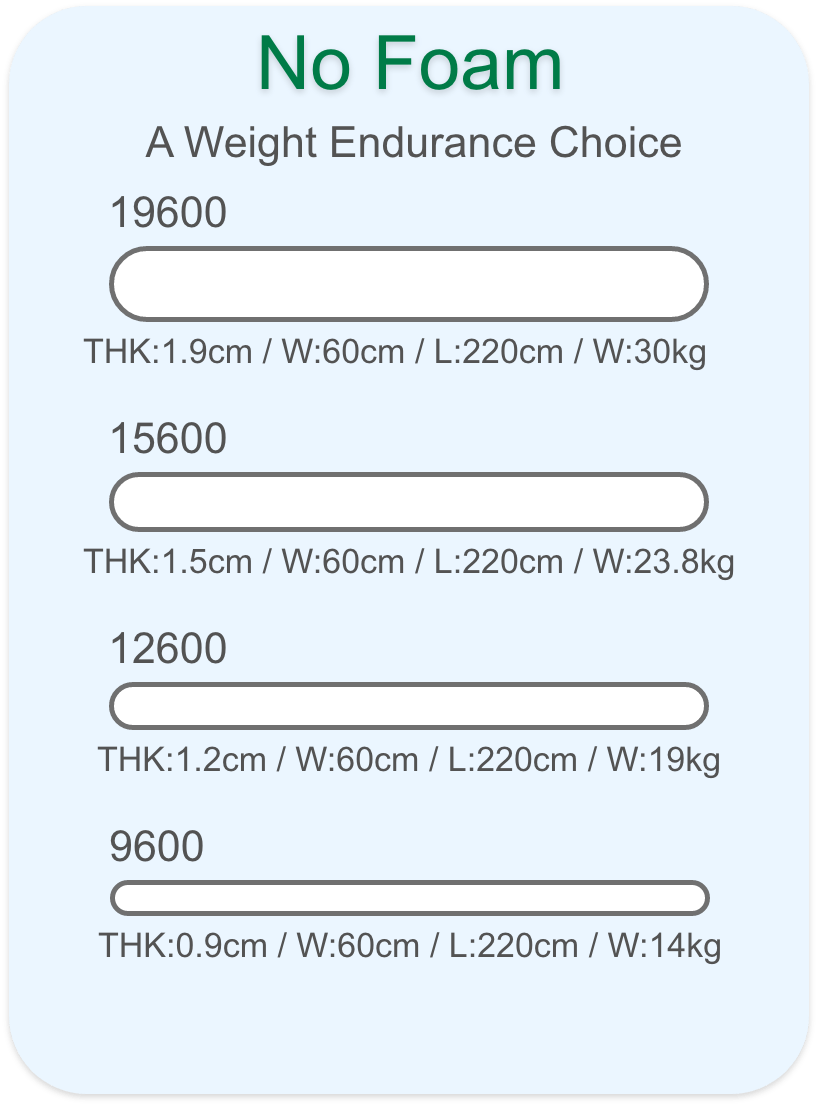 No Foam
A Weight Endurance Choice
19600
THK:1.9cm / W:60cm / L:220cm / W:30kg
15600
THK:1.5cm / W:60cm / L:220cm / W:23.8kg
12600
THK:1.2cm / W:60cm / L:220cm / W:19kg
9600
THK:0.9cm / W:60cm / L:220cm / W:14kg